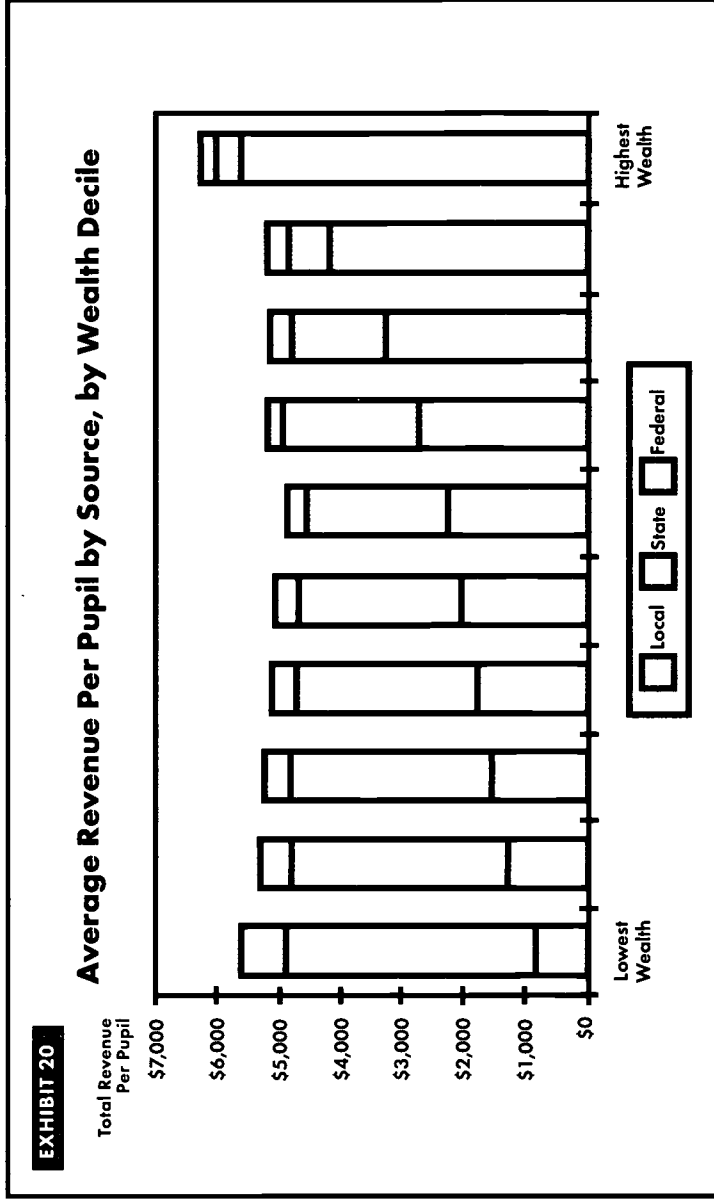 EXHIBIT 20
Average Revenue Per Pupil by Source, by Wealth Decile
Total Revenue
Per Pupil
$7,000
$6,000
$5,000
$4,000
$3,000
$2,000
$1,000
$0
Lowest
Wealth
Highest
Wealth
Local State Federal